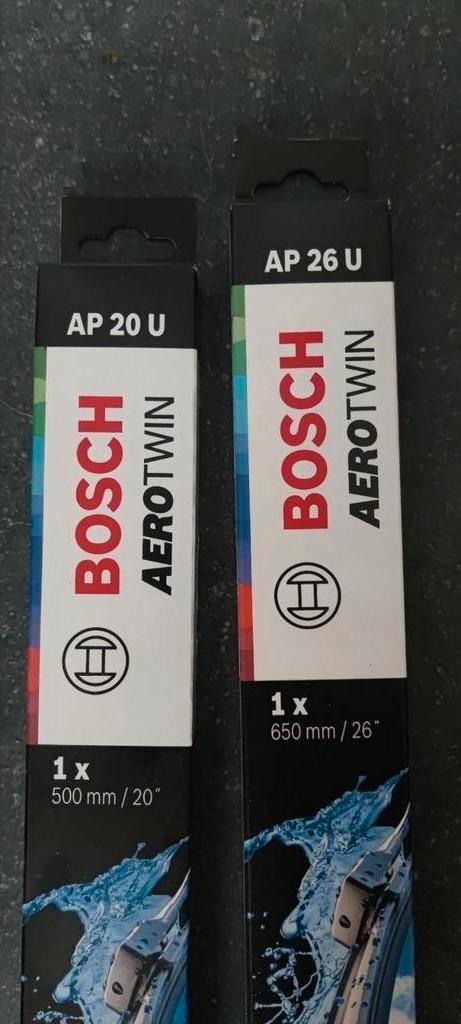 AP 20 U
BOSCH
AEROTWIN
1 x
500 mm / 20"
AP 26 U
BOSCH
AEROTWIN
1 x
650 mm / 26"